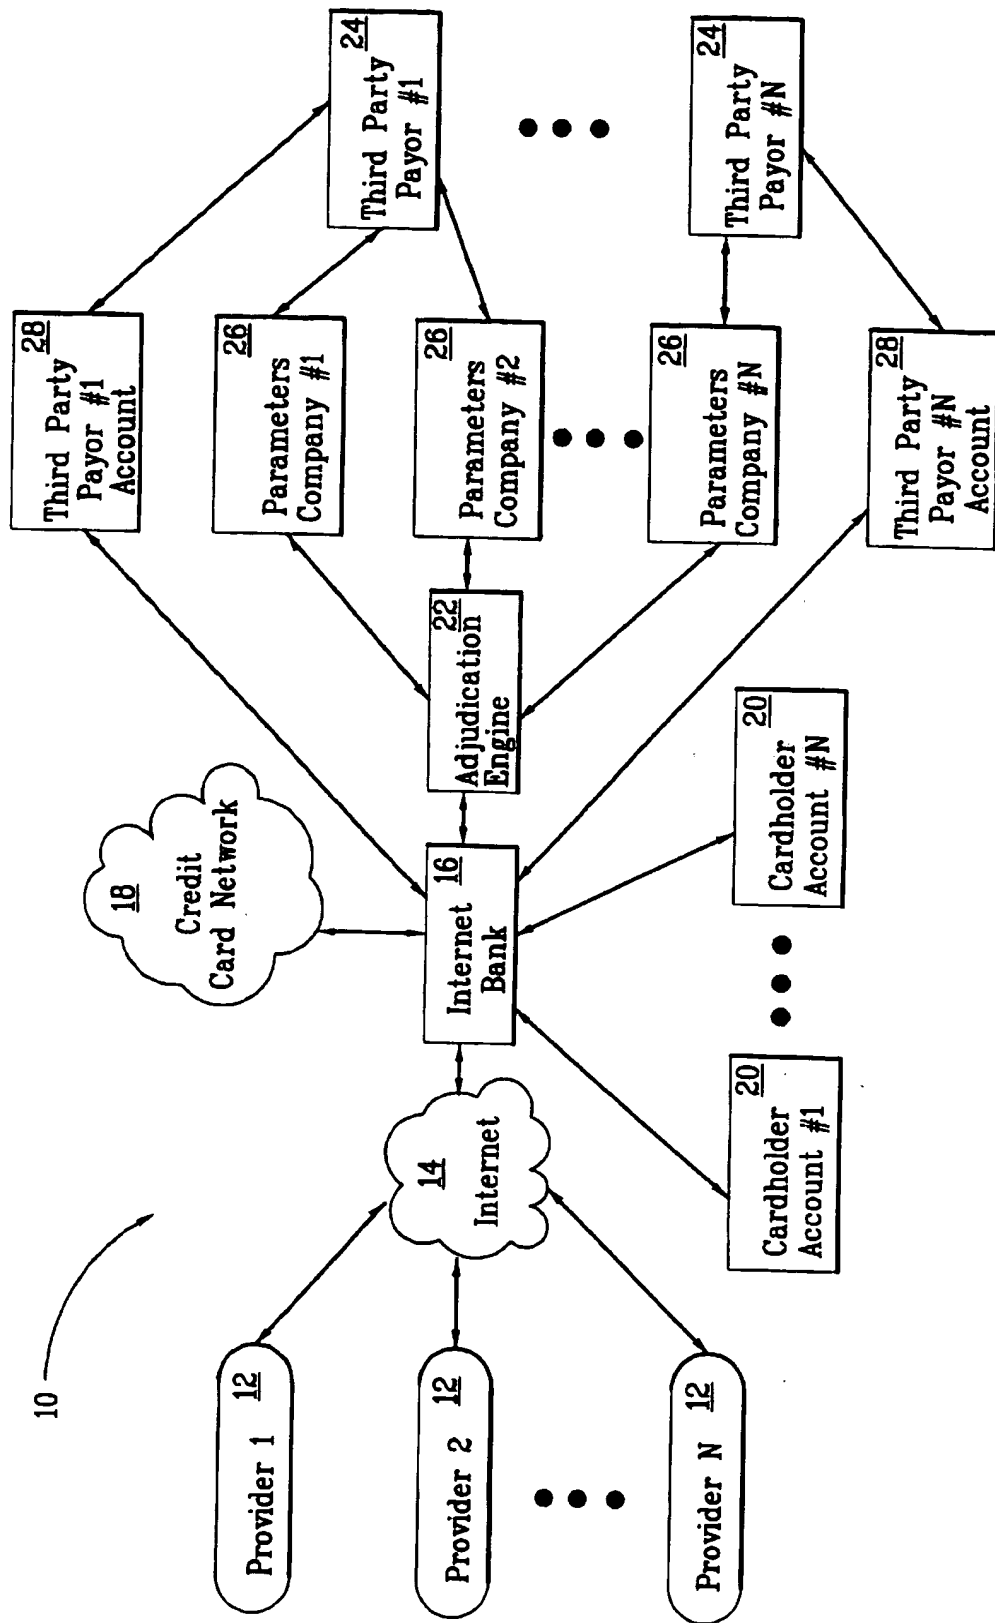 10
Provider 1 12
Provider 2 12
Provider N 12
14
Internet
18
Credit
Card Network
16
Internet
Bank
20
Cardholder
Account #1
20
Cardholder
Account #N
22
Adjudication
Engine
28
Third Party
Payor #1
Account
26
Parameters
Company #1
26
Parameters
Company #2
26
Parameters
Company #N
28
Third Party
Payor #N
Account
24
Third Party
Payor #1
24
Third Party
Payor #N